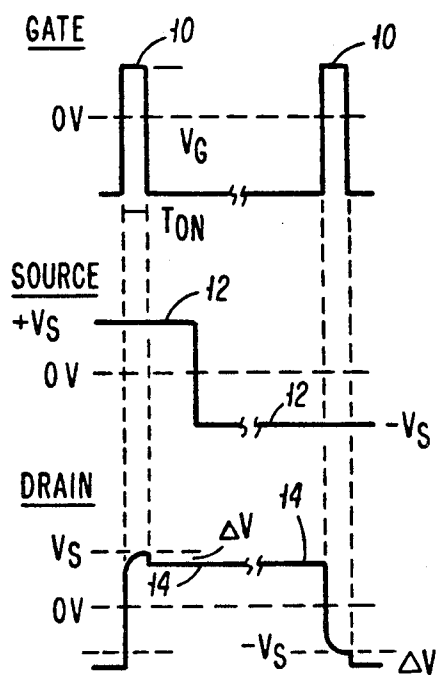 GATE
10
10
0V
VG
TON
SOURCE
12
+VS
0V
12
-VS
DRAIN
VS
ΔV
14
14
0V
-VS
ΔV